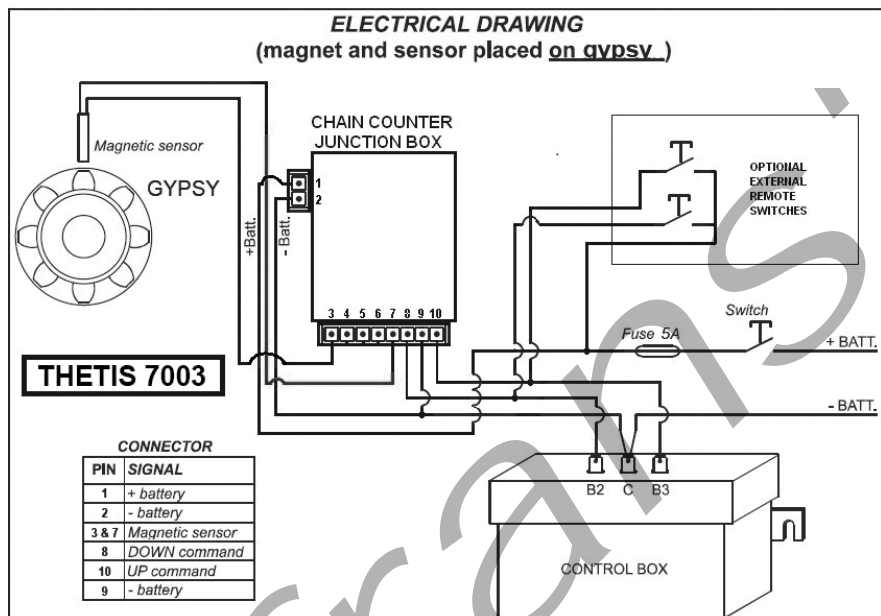 ELECTRICAL DRAWING
(magnet and sensor placed on gypsy )
Magnetic sensor
GYPSY
CHAIN COUNTER
JUNCTION BOX
1
2
+Batt.
- Batt.
3 4 5 6 7 8 9 10
OPTIONAL
EXTERNAL
REMOTE
SWITCHES
Fuse 5A
Switch
+ BATT.
- BATT.
THETIS 7003
CONNECTOR
PIN SIGNAL
1 + battery
2 - battery
3 & 7 Magnetic sensor
8 DOWN command
10 UP command
9 - battery
B2 C B3
CONTROL BOX